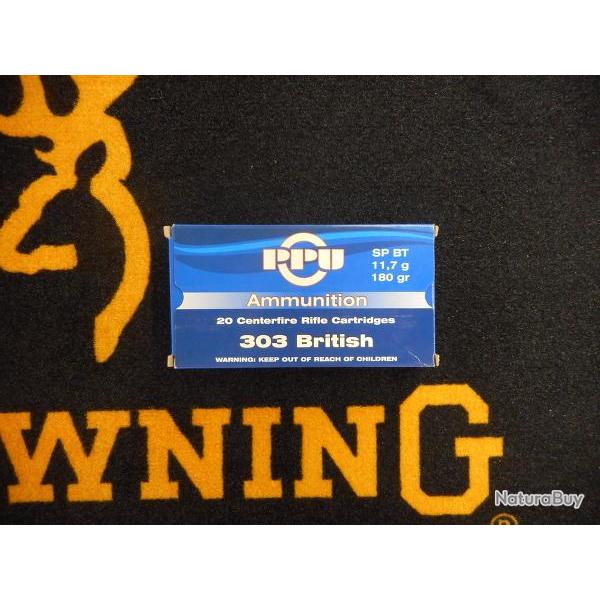 PPU
SP BT
11,7 g
180 gr
Ammunition
20 Centerfire Rifle Cartridges
303 British
WARNING: KEEP OUT OF REACH OF CHILDREN
WNING
®
NaturaBuy